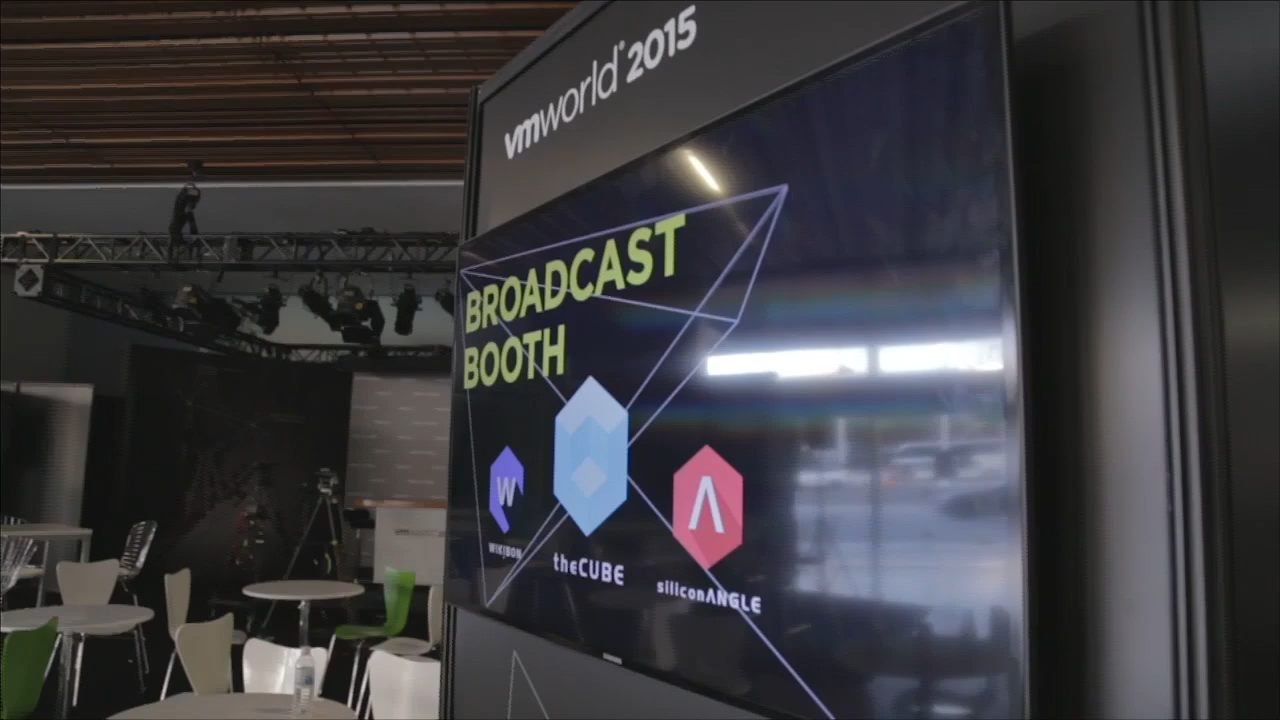 vmworld® 2015
BROADCAST
BOOTH
W
WIKIBON
theCUBE
siliconANGLE